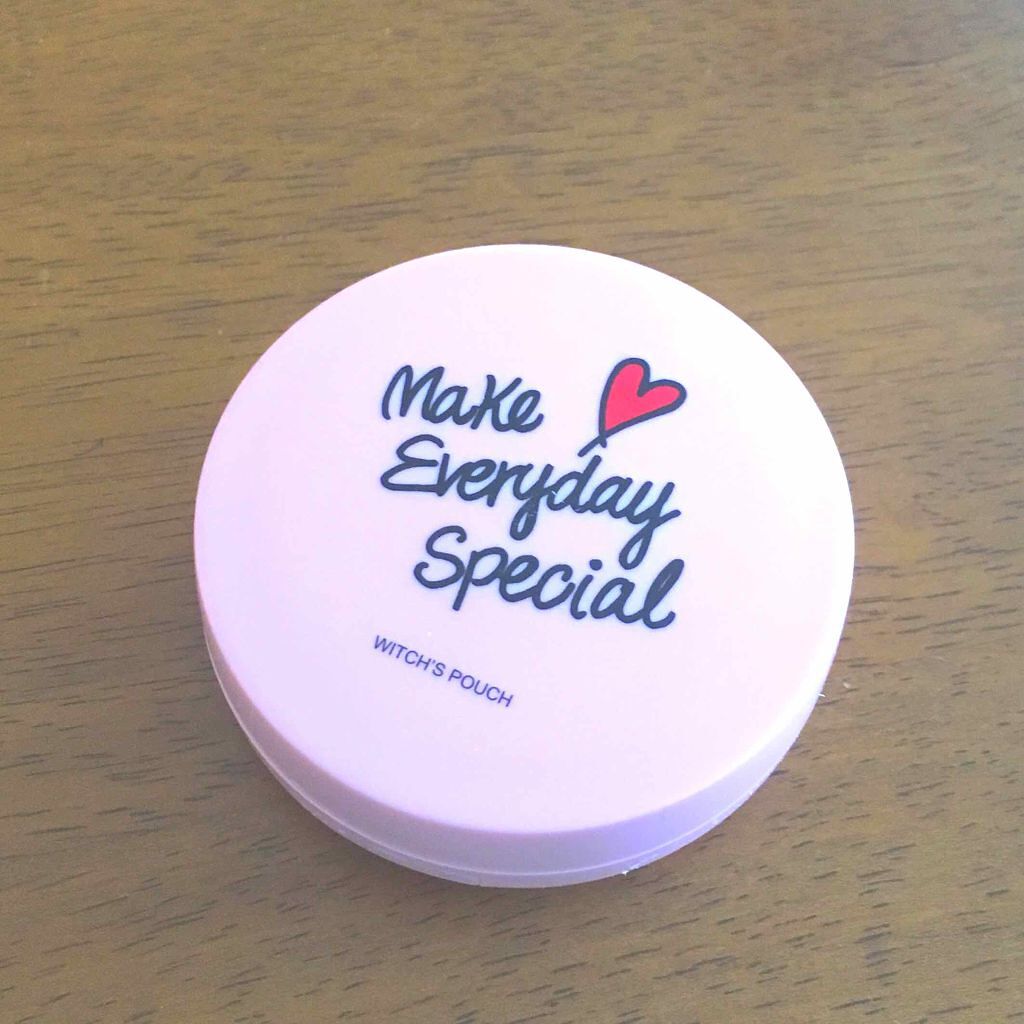 Make
Everyday
Special
WITCH'S POUCH